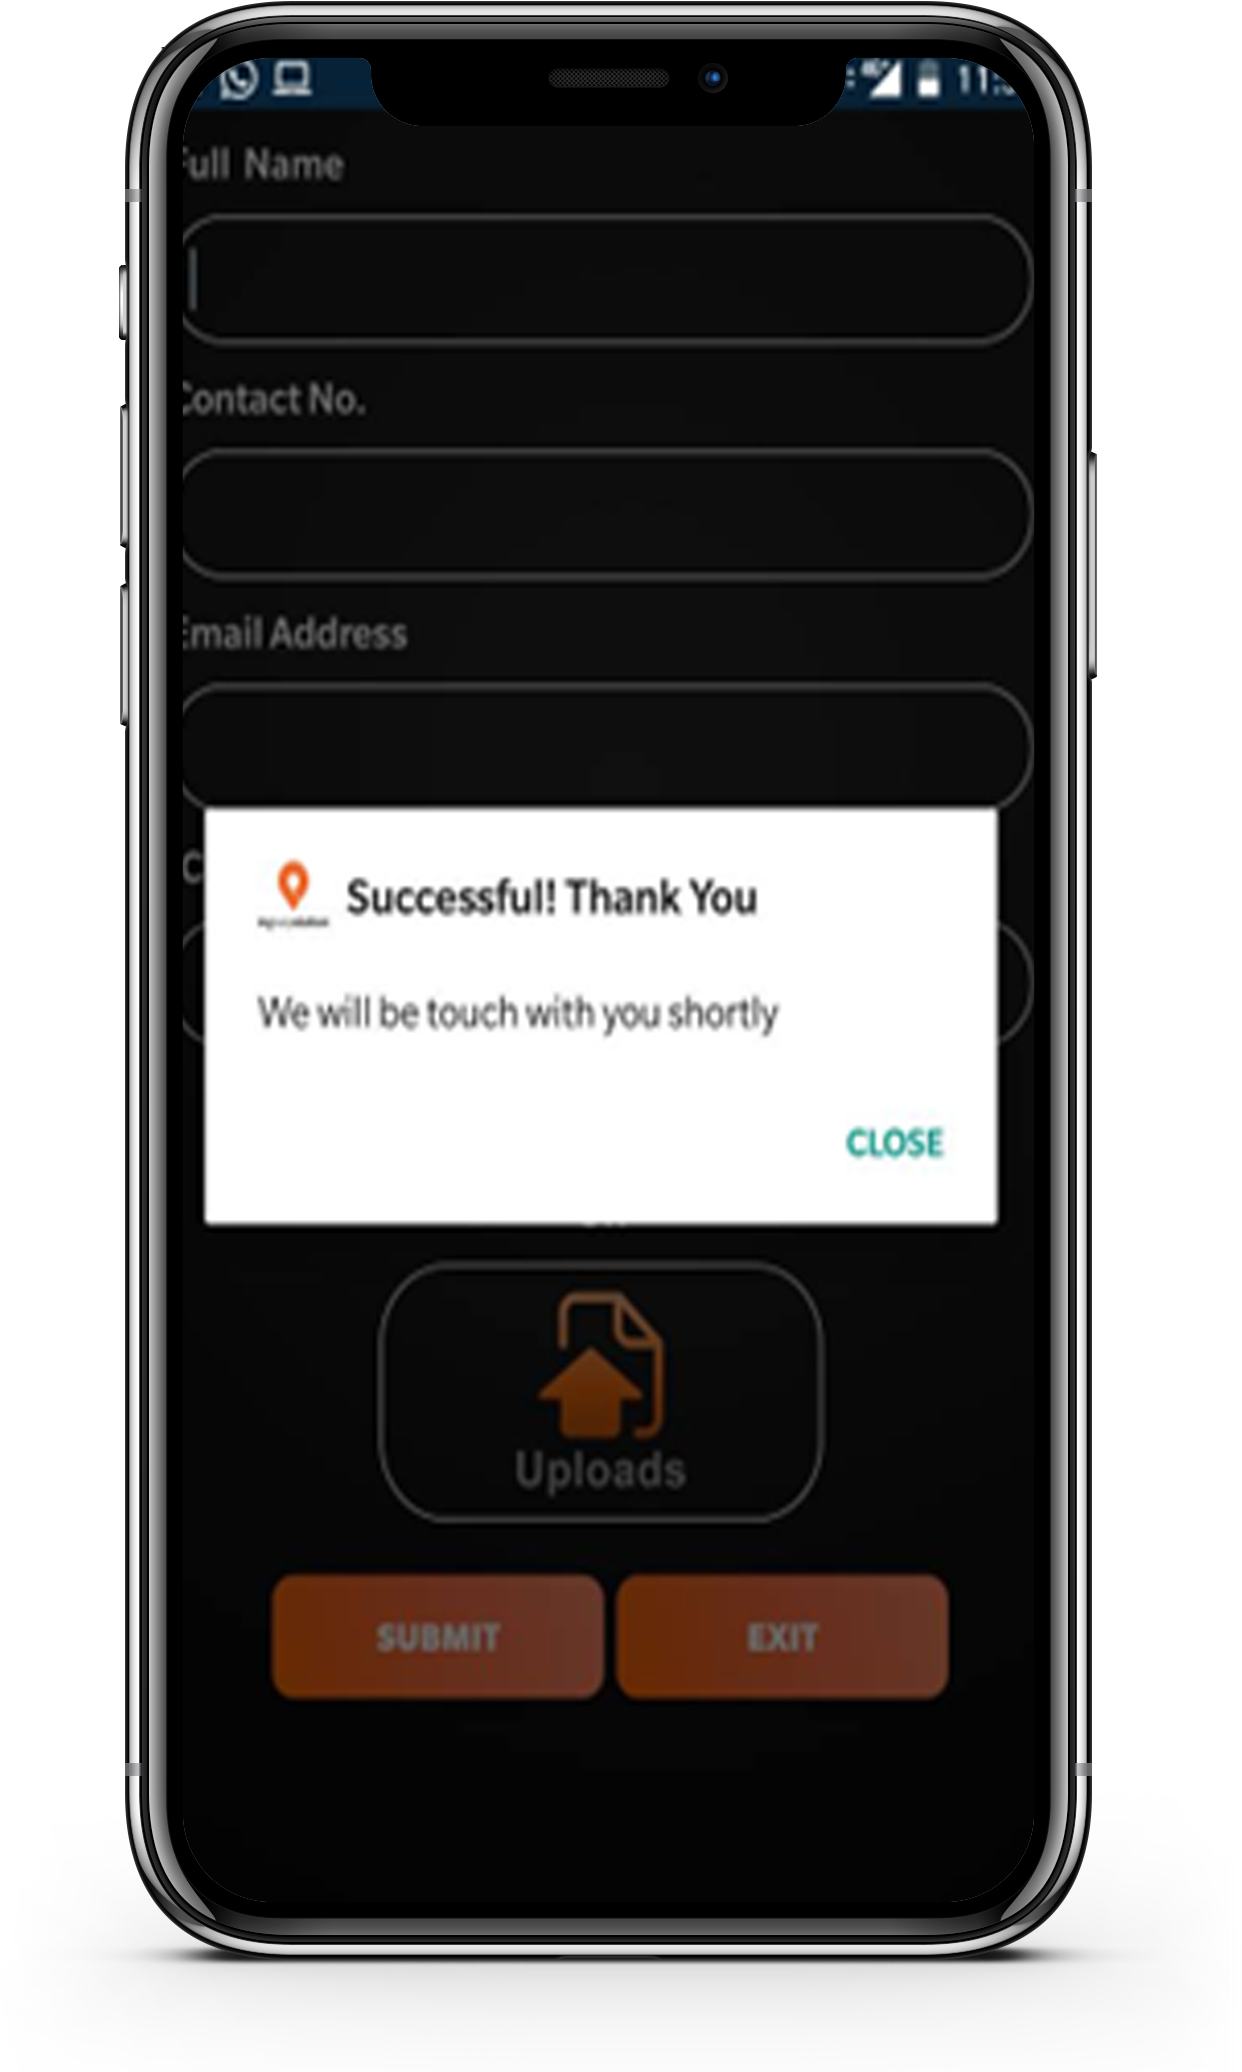 11:
Full Name
Contact No.
Email Address
C
Successful! Thank You
We will be touch with you shortly
CLOSE
Uploads
SUBMIT
EXIT